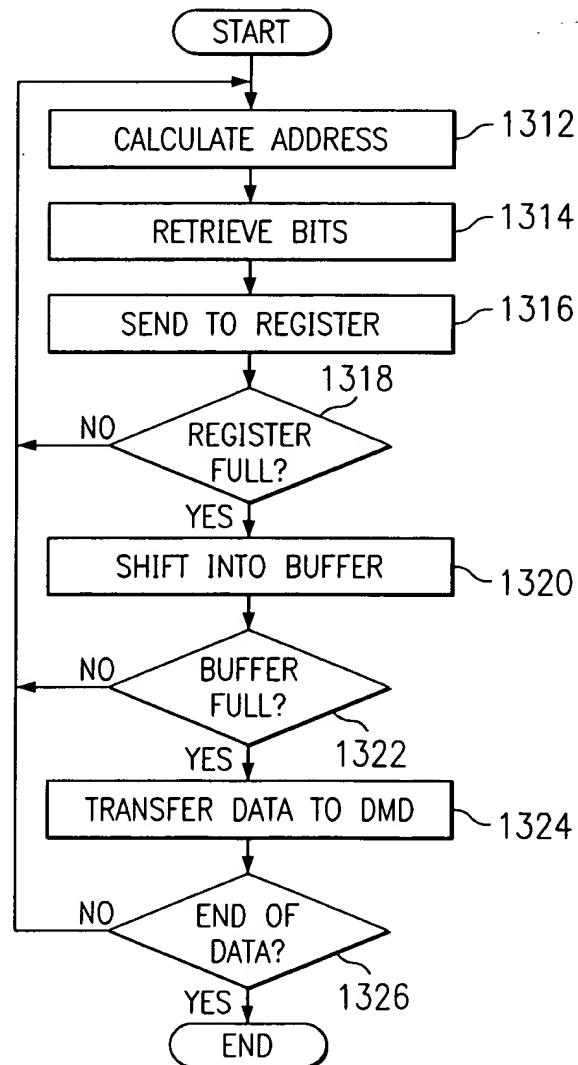 START
CALCULATE ADDRESS
1312
RETRIEVE BITS
1314
SEND TO REGISTER
1316
1318
NO
REGISTER
FULL?
YES
SHIFT INTO BUFFER
1320
NO
BUFFER
FULL?
1322
YES
TRANSFER DATA TO DMD
1324
NO
END OF
DATA?
1326
YES
END